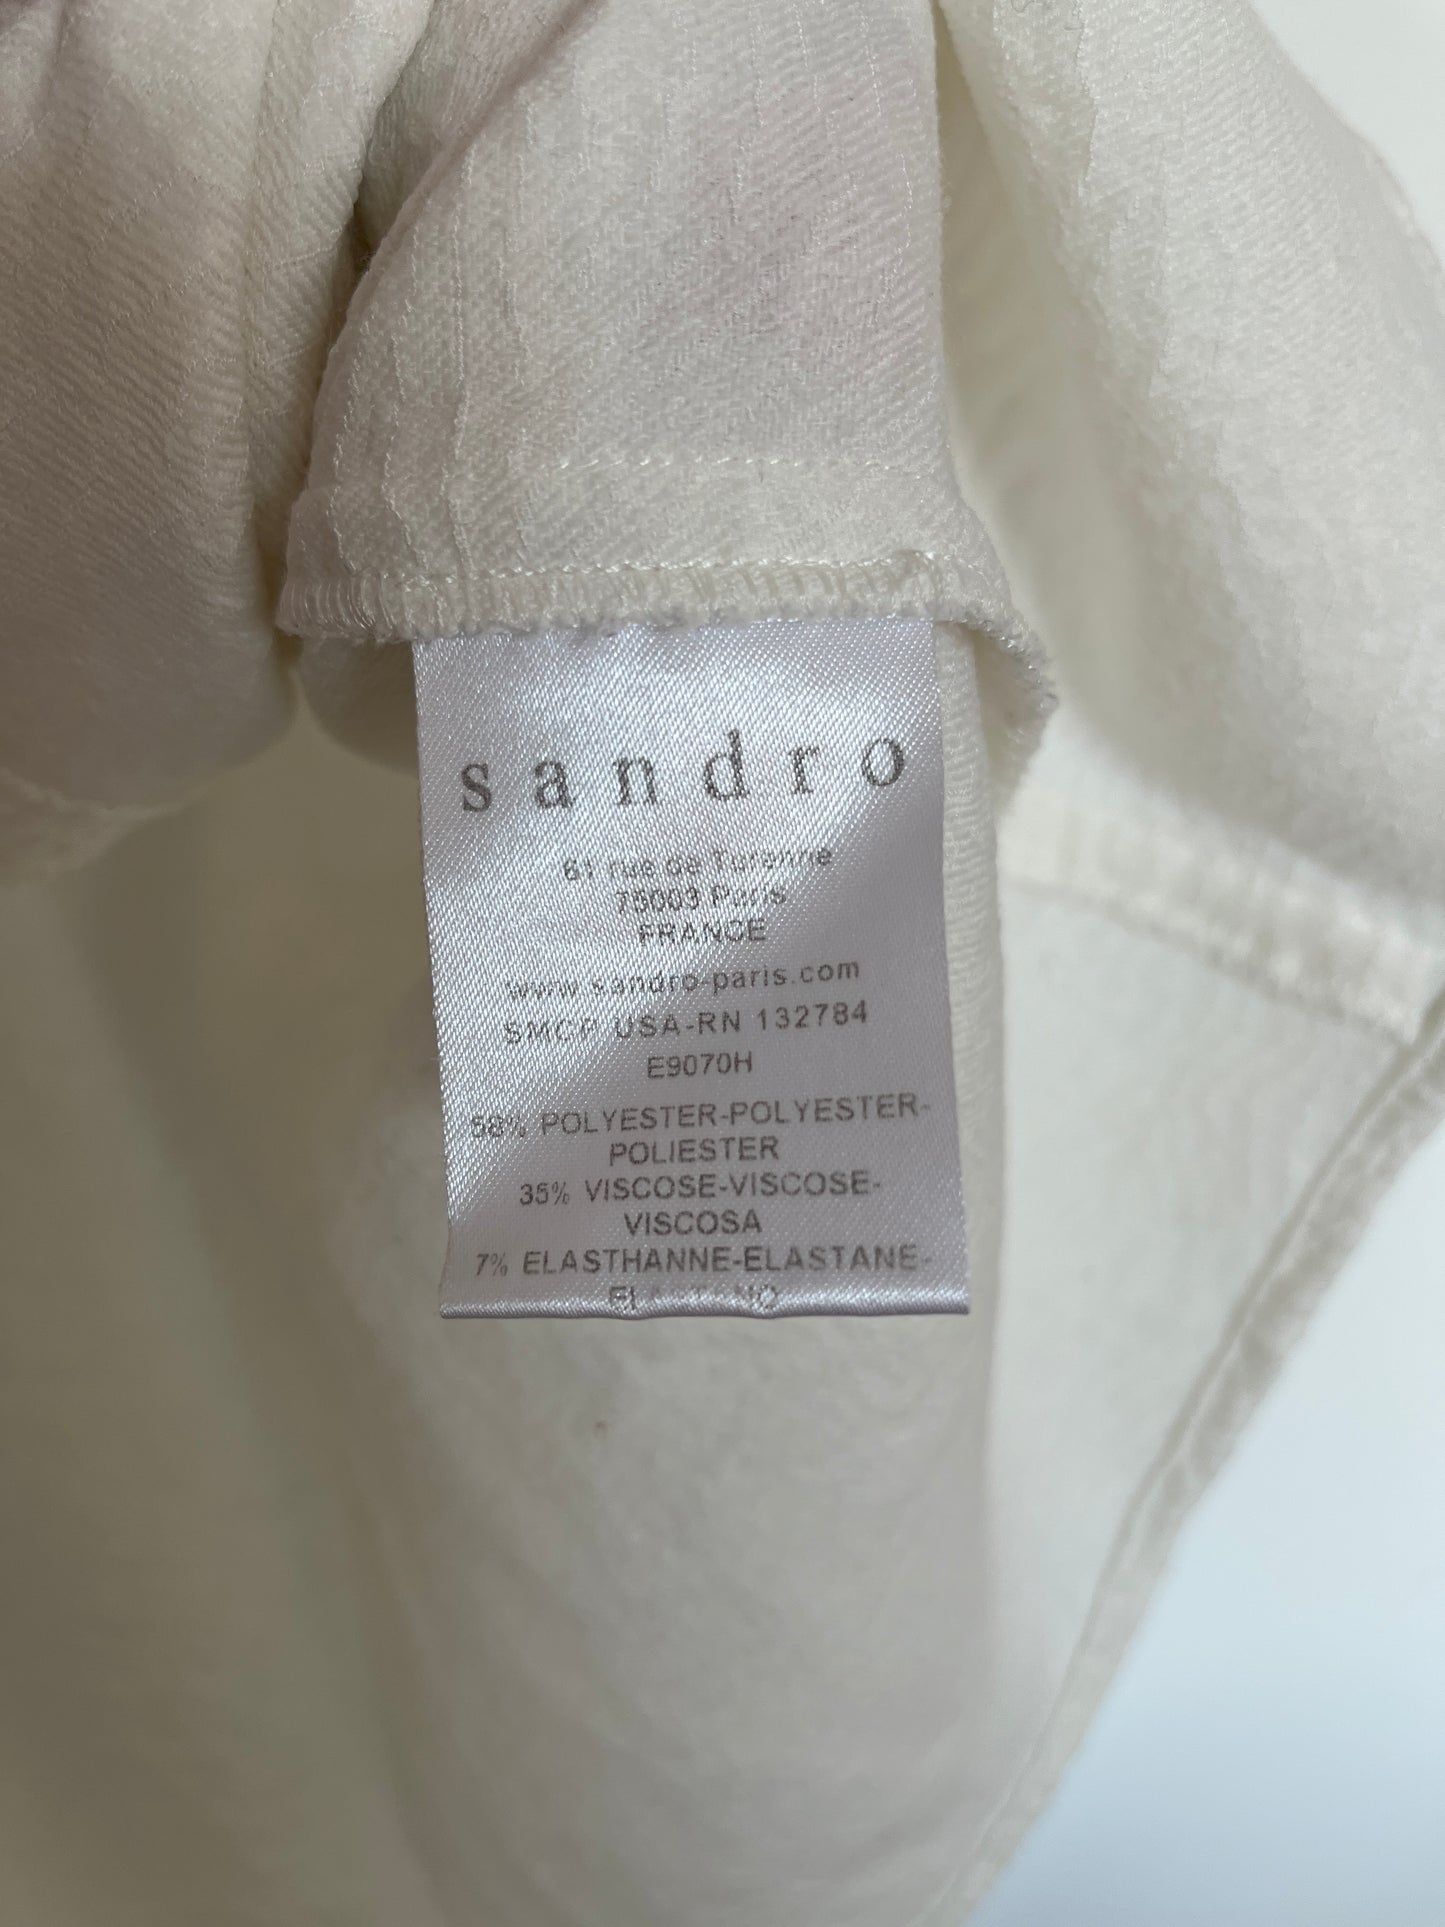 sandro
61 rue de Turenne
75003 Paris
FRANCE
www.sandro-paris.com
SMCP USA-RN 132784
E9070H
58% POLYESTER-POLYESTER-
POLIESTER
35% VISCOSE-VISCOSE-
VISCOSA
7% ELASTHANNE-ELASTANE-
ELASTANO